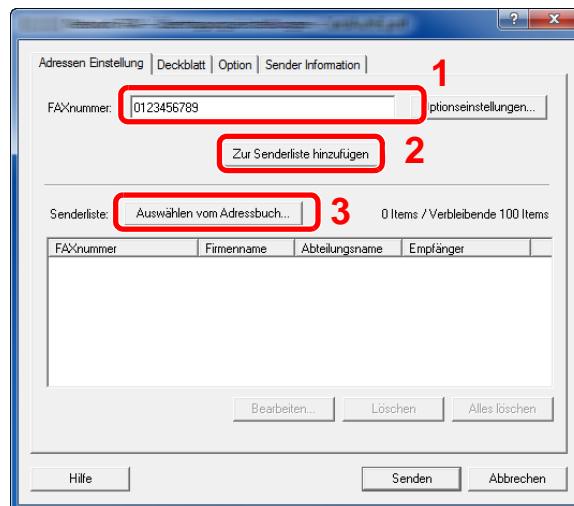 Adressen Einstellung Deckblatt Option Sender Information
1
FAXnummer: 0123456789 ptionseinstellungen...
Zur Senderliste hinzufügen 2
Senderliste: Auswählen vom Adressbuch... 3 0 Items / Verbleibende 100 Items
FAXnummer Firmenname Abteilungsname Empfänger
Bearbeiten... Löschen Alles löschen
Hilfe Senden Abbrechen